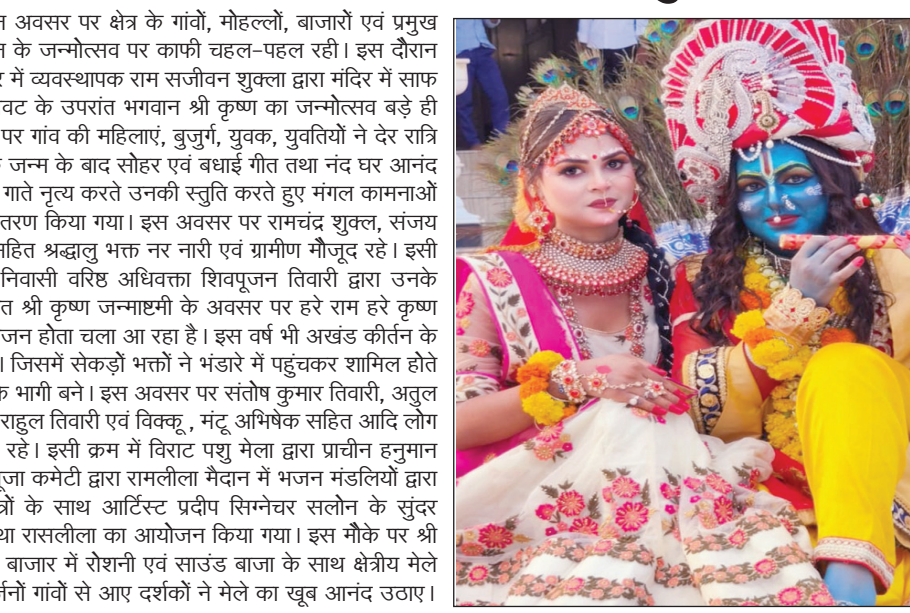 अवसर पर क्षेत्र के गांवों, मोहल्लों, बाजारों एवं प्रमुख
के जन्मोत्सव पर काफी चहल-पहल रही। इस दौरान
में व्यवस्थापक राम सजीवन शुक्ला द्वारा मंदिर में साफ
के उपरांत भगवान श्री कृष्ण का जन्मोत्सव बड़े ही
पर गांव की महिलाएं, बुजुर्ग, युवक, युवतियों ने देर रात्रि
जन्म के बाद सोहर एवं बधाई गीत तथा नंद घर आनंद
गाते नृत्य करते उनकी स्तुति करते हुए मंगल कामनाओं
किया गया। इस अवसर पर रामचंद्र शुक्ल, संजय
सहित श्रद्धालु भक्त नर नारी एवं ग्रामीण मौजूद रहे। इसी
निवासी वरिष्ठ अधिवक्ता शिवपूजन तिवारी द्वारा उनके
श्री कृष्ण जन्माष्टमी के अवसर पर हरे राम हरे कृष्ण
होता चला आ रहा है। इस वर्ष भी अखंड कीर्तन के
। जिसमें सेकड़ों भक्तों ने भंडारे में पहुंचकर शामिल होते
भागी बने। इस अवसर पर संतोष कुमार तिवारी, अतुल
राहुल तिवारी एवं विक्कू , मंटू अभिषेक सहित आदि लोग
रहे। इसी क्रम में विराट पशु मेला द्वारा प्राचीन हनुमान
कमेटी द्वारा रामलीला मैदान में भजन मंडलियों द्वारा
के साथ आर्टिस्ट प्रदीप सिग्नेचर सलोन के सुंदर
रासलीला का आयोजन किया गया। इस मौके पर श्री
बाजार में रोशनी एवं साउंड बाजा के साथ क्षेत्रीय मेले
गांवों से आए दर्शकों ने मेले का खूब आनंद उठाए।